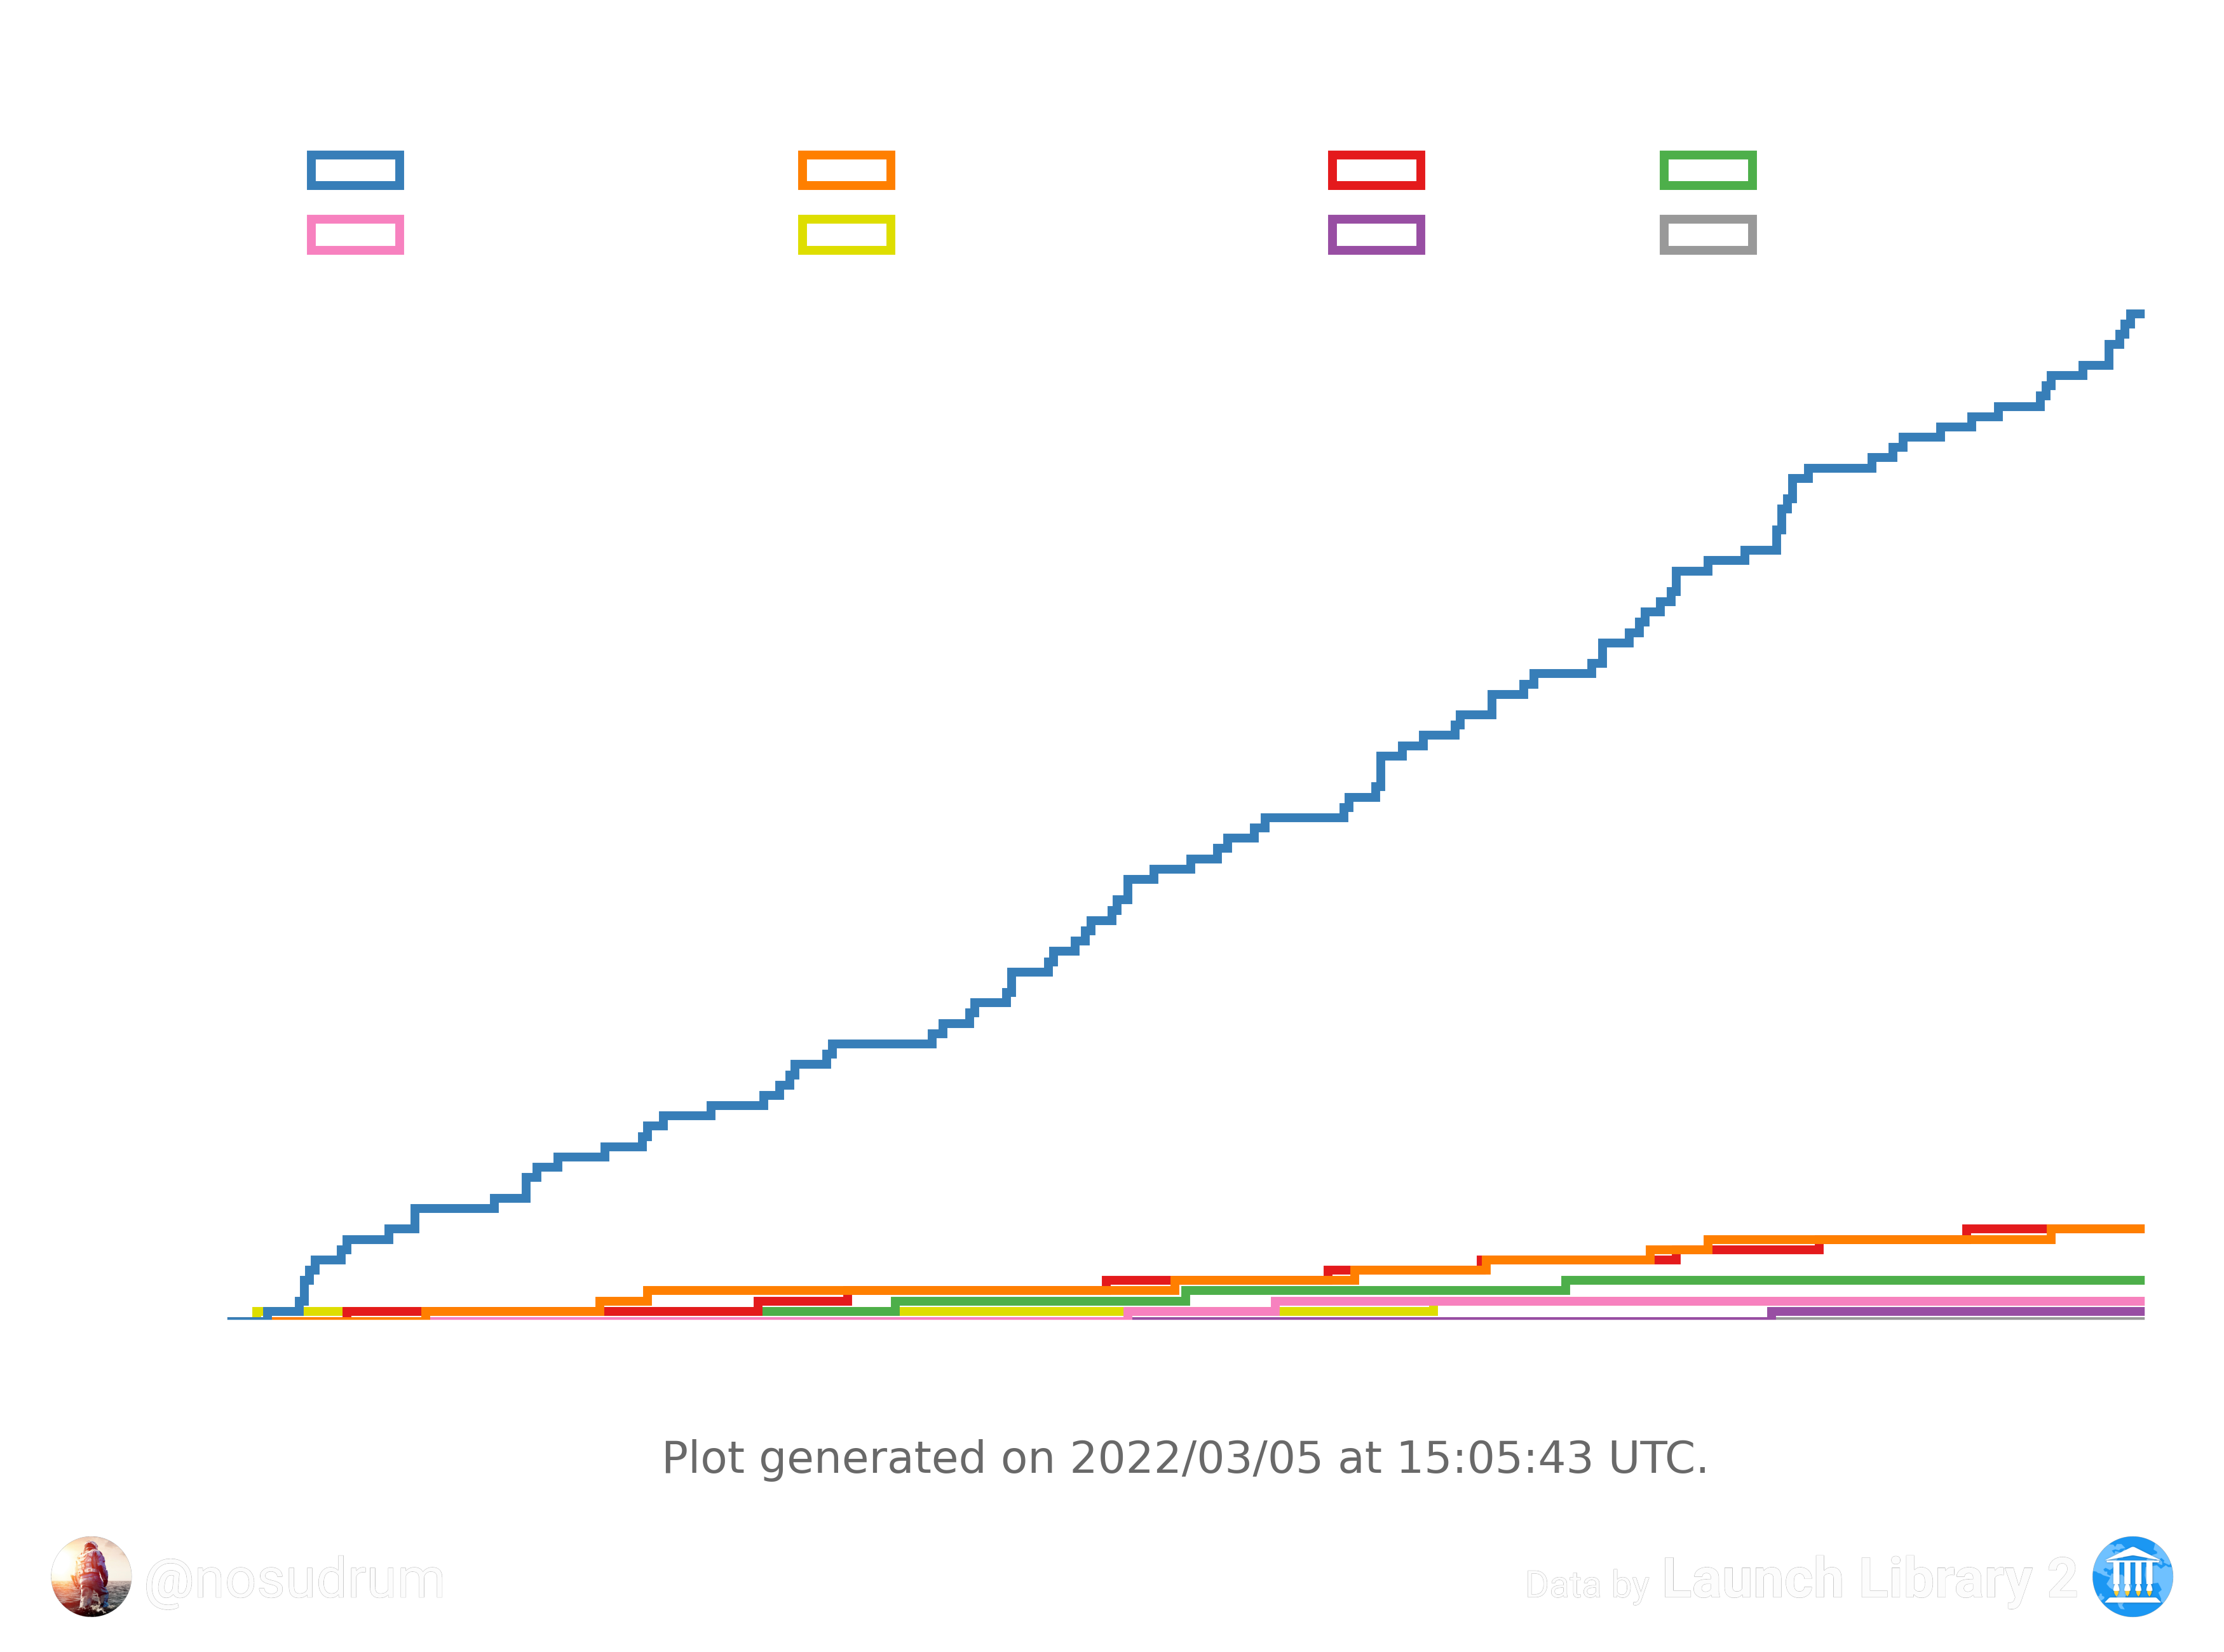 Plot generated on 2022/03/05 at 15:05:43 UTC.
@nosudrum
Data by Launch Library 2